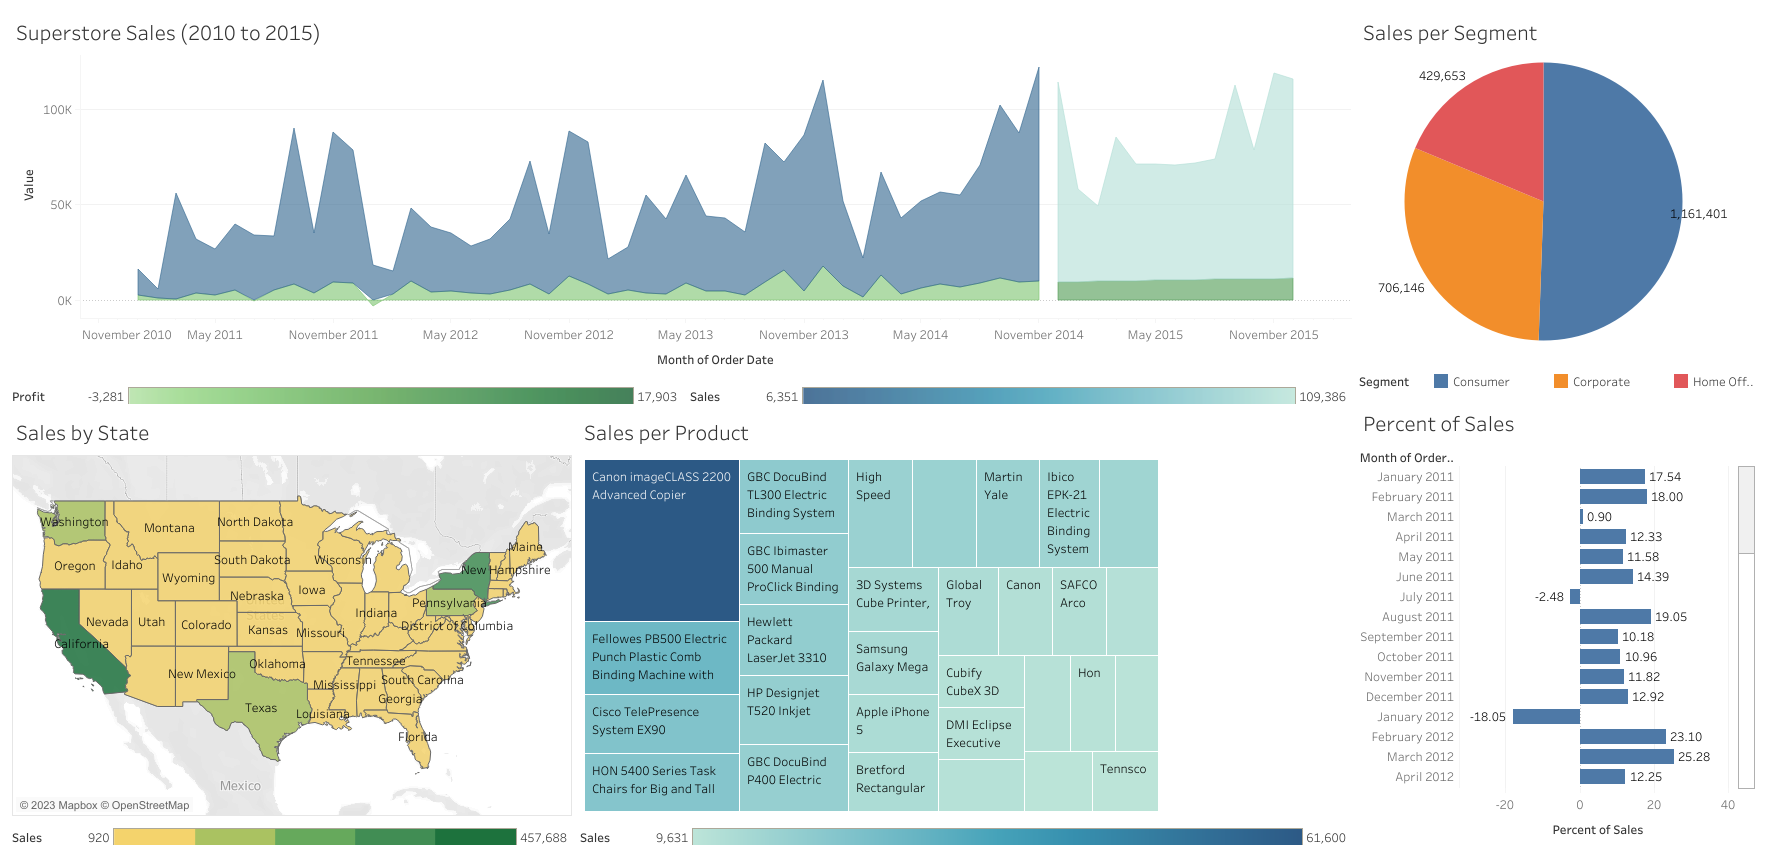 Superstore Sales (2010 to 2015)
Value
100K
50K
0K
November 2010
May 2011
November 2011
May 2012
November 2012
May 2013
November 2013
May 2014
November 2014
May 2015
November 2015
Month of Order Date
Profit
-3,281
17,903
Sales
6,351
109,386
Sales per Segment
429,653
1,161,401
706,146
Segment
Consumer
Corporate
Home Off..
Sales by State
Washington
Montana
North Dakota
Maine
Oregon
Idaho
South Dakota
Wisconsin
New Hampshire
Wyoming
Nebraska
Iowa
Pennsylvania
United
States
Nevada
Utah
Colorado
Kansas
Missouri
Indiana
District of Columbia
California
New Mexico
Oklahoma
Tennessee
Mississippi
South Carolina
Georgia
Texas
Louisiana
Florida
Mexico
© 2023 Mapbox © OpenStreetMap
Sales
920
457,688
Sales per Product
Canon imageCLASS 2200
Advanced Copier
Fellowes PB500 Electric
Punch Plastic Comb
Binding Machine with
Cisco TelePresence
System EX90
HON 5400 Series Task
Chairs for Big and Tall
GBC DocuBind
TL300 Electric
Binding System
GBC Ibimaster
500 Manual
ProClick Binding
Hewlett
Packard
LaserJet 3310
HP Designjet
T520 Inkjet
GBC DocuBind
P400 Electric
High
Speed
Martin
Yale
Ibico
EPK-21
Electric
Binding
System
3D Systems
Cube Printer,
Samsung
Galaxy Mega
Apple iPhone
5
Bretford
Rectangular
Global
Troy
Canon
SAFCO
Arco
Cubify
CubeX 3D
DMI Eclipse
Executive
Hon
Tennsco
Sales
9,631
61,600
Percent of Sales
Month of Order..
January 2011
17.54
February 2011
18.00
March 2011
0.90
April 2011
12.33
May 2011
11.58
June 2011
14.39
July 2011
-2.48
August 2011
19.05
September 2011
10.18
October 2011
10.96
November 2011
11.82
December 2011
12.92
January 2012
-18.05
February 2012
23.10
March 2012
25.28
April 2012
12.25
-20
0
20
40
Percent of Sales